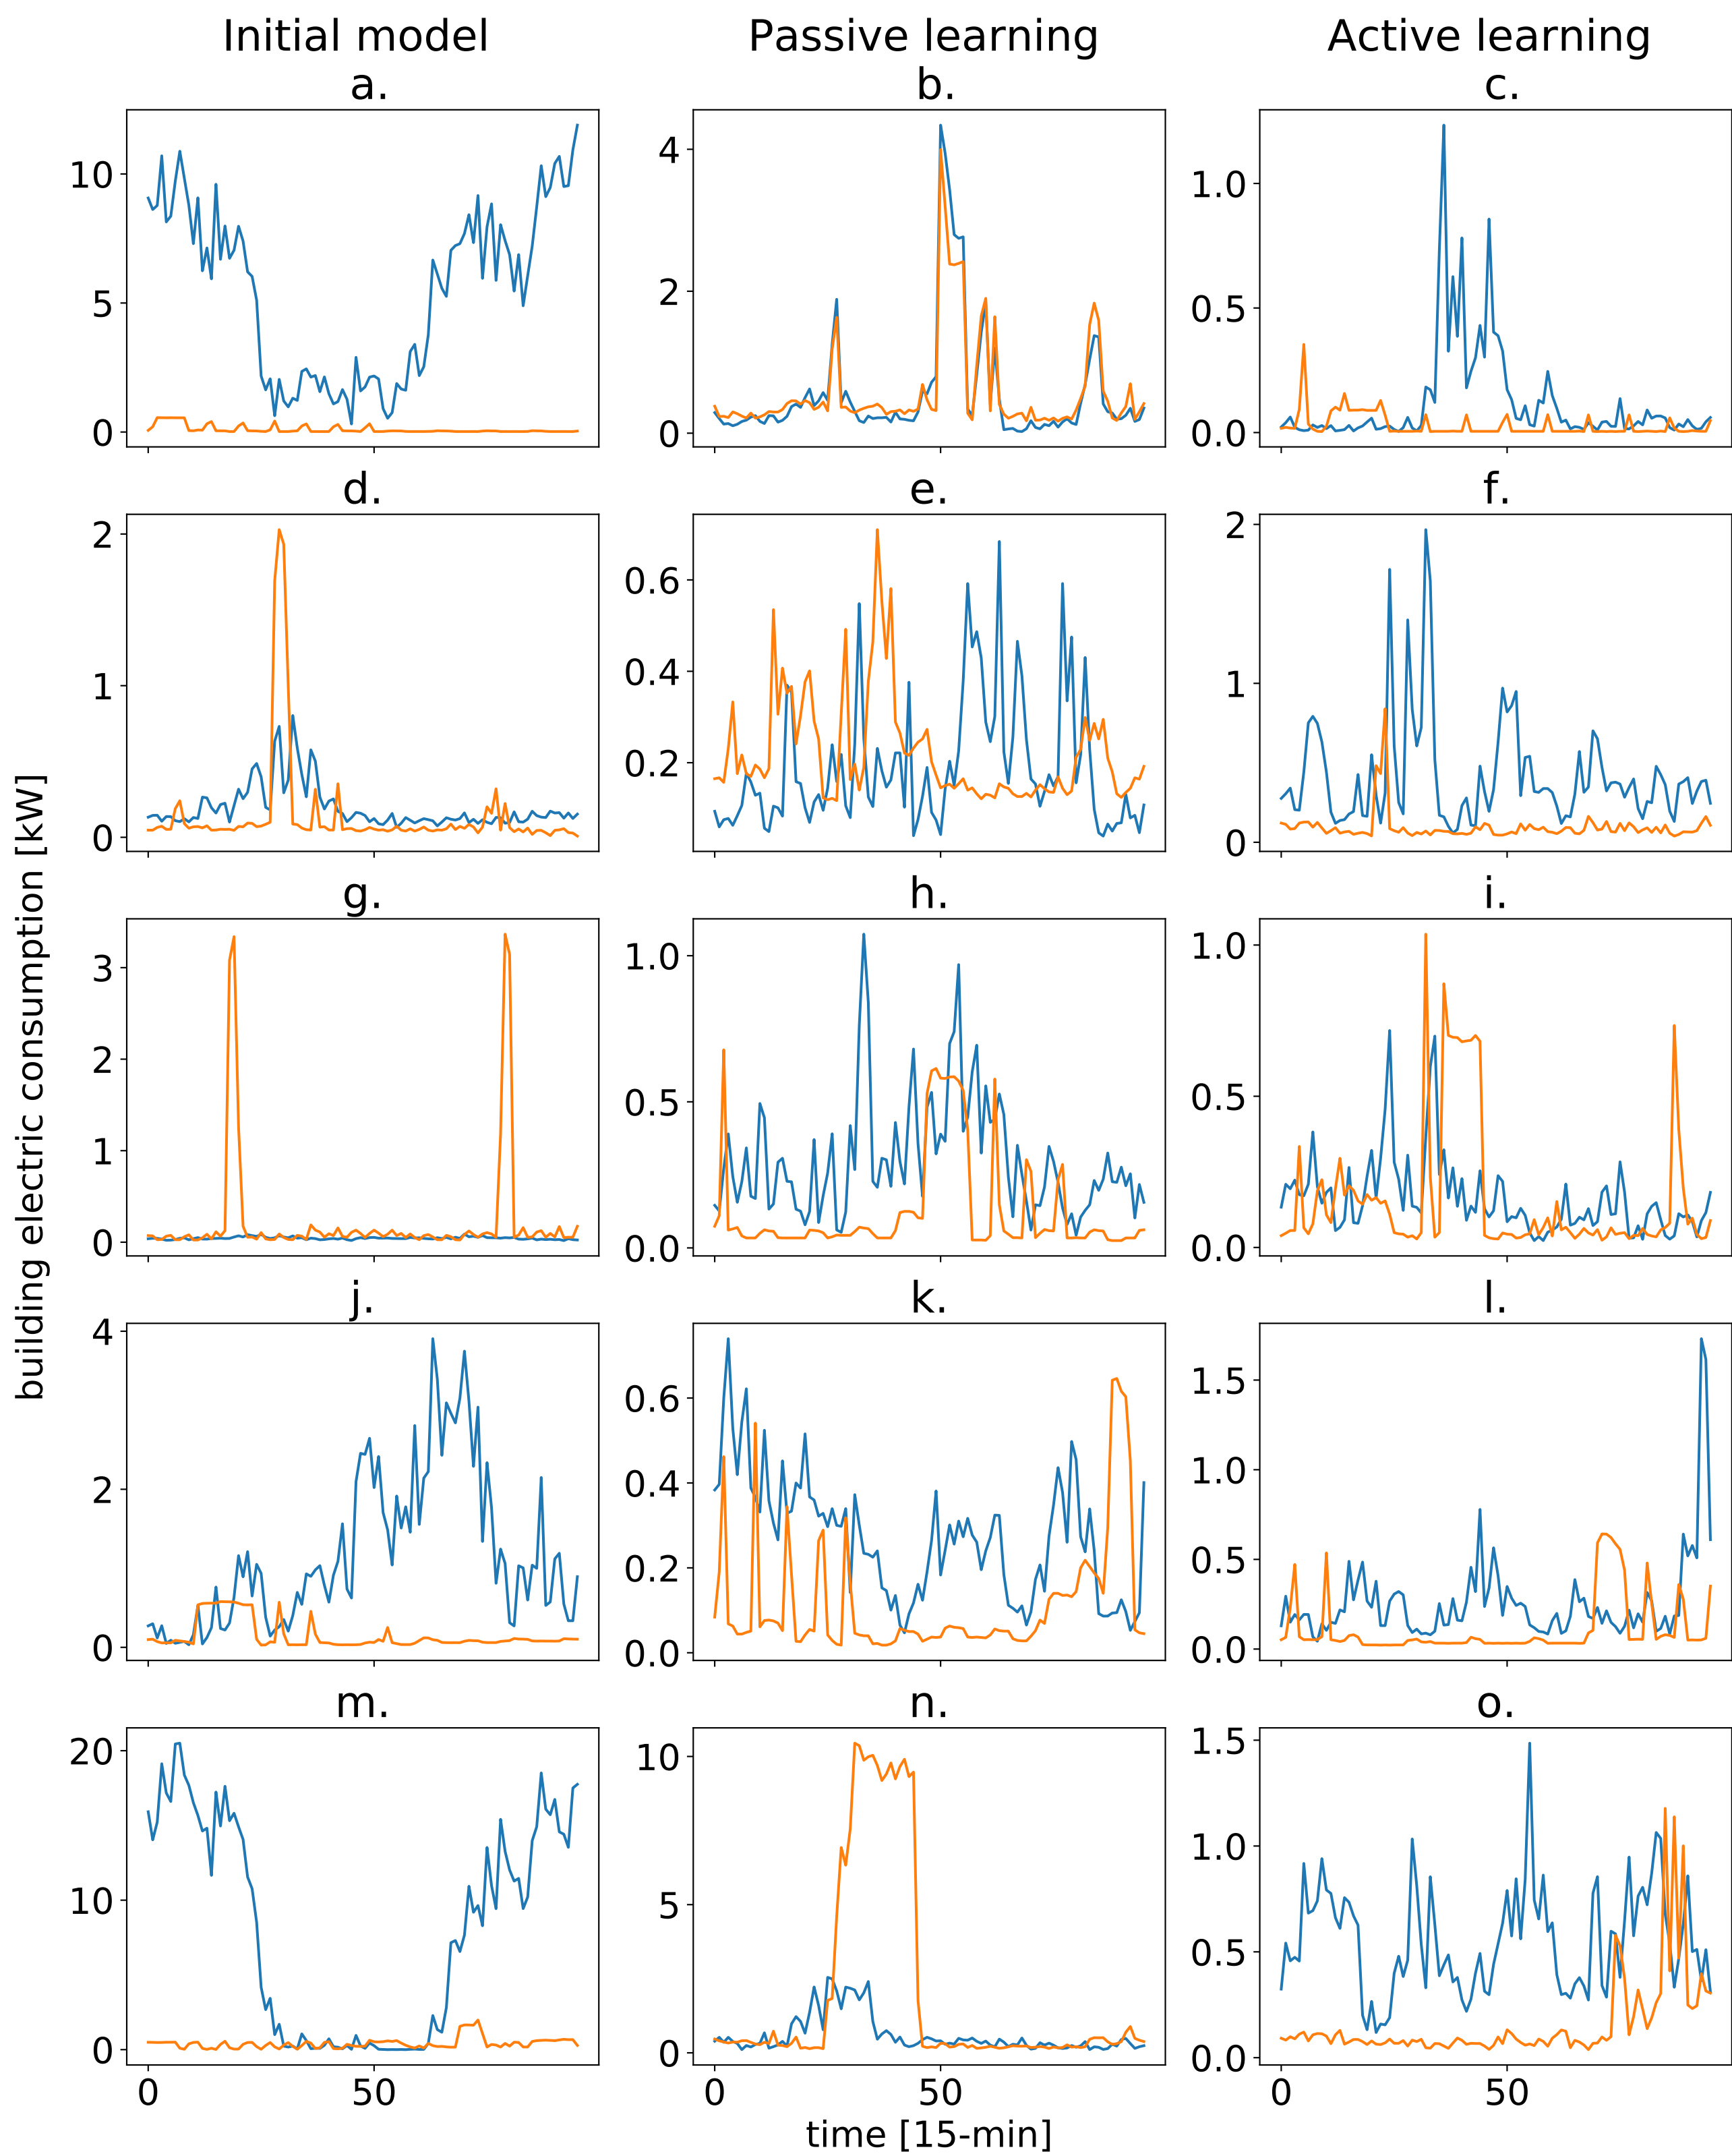 Initial model
Passive learning
Active learning
a.
b.
c.
10
5
0
4
2
0
1.0
0.5
0.0
d.
e.
f.
2
1
0
0.6
0.4
0.2
2
1
0
g.
h.
i.
3
2
1
0
1.0
0.5
0.0
1.0
0.5
0.0
j.
k.
l.
4
2
0
0.6
0.4
0.2
0.0
1.5
1.0
0.5
0.0
m.
n.
o.
20
10
0
10
5
0
1.5
1.0
0.5
0.0
0
50
0
50
0
50
building electric consumption [kW]
time [15-min]